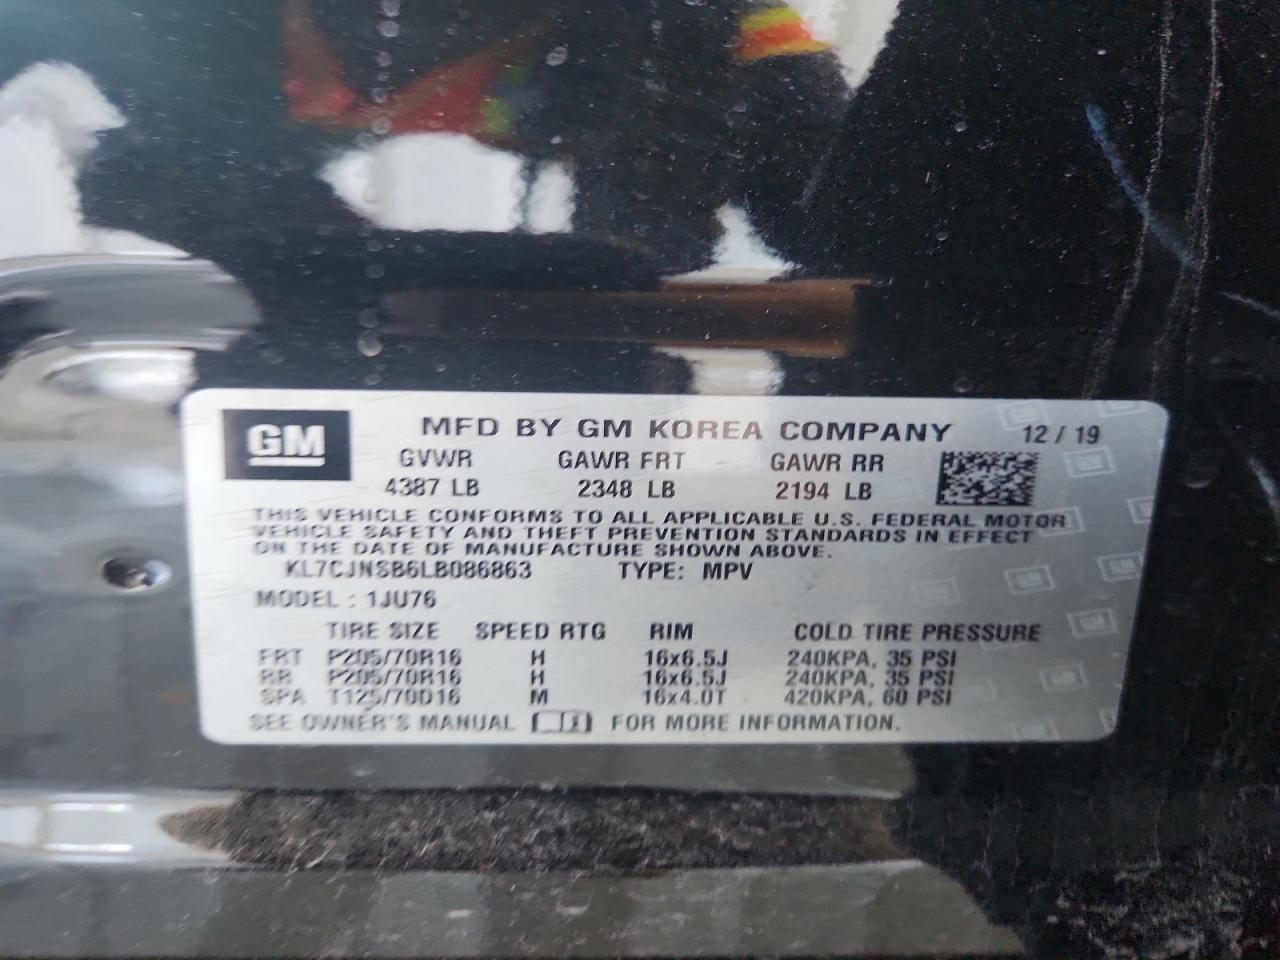 GM MFD BY GM KOREA COMPANY 12 / 19
GVWR GAWR FRT GAWR RR
4387 LB 2348 LB 2194 LB
THIS VEHICLE CONFORMS TO ALL APPLICABLE U.S. FEDERAL MOTOR
VEHICLE SAFETY AND THEFT PREVENTION STANDARDS IN EFFECT
ON THE DATE OF MANUFACTURE SHOWN ABOVE.
KL7CJNSB6LB086863 TYPE: MPV
MODEL : 1JU76
TIRE SIZE SPEED RTG RIM COLD TIRE PRESSURE
FRT P205/70R16 H 16x6.5J 240KPA, 35 PSI
RR P205/70R16 H 16x6.5J 240KPA, 35 PSI
SPA T125/70D16 M 16x4.0T 420KPA, 60 PSI
SEE OWNER'S MANUAL FOR MORE INFORMATION.